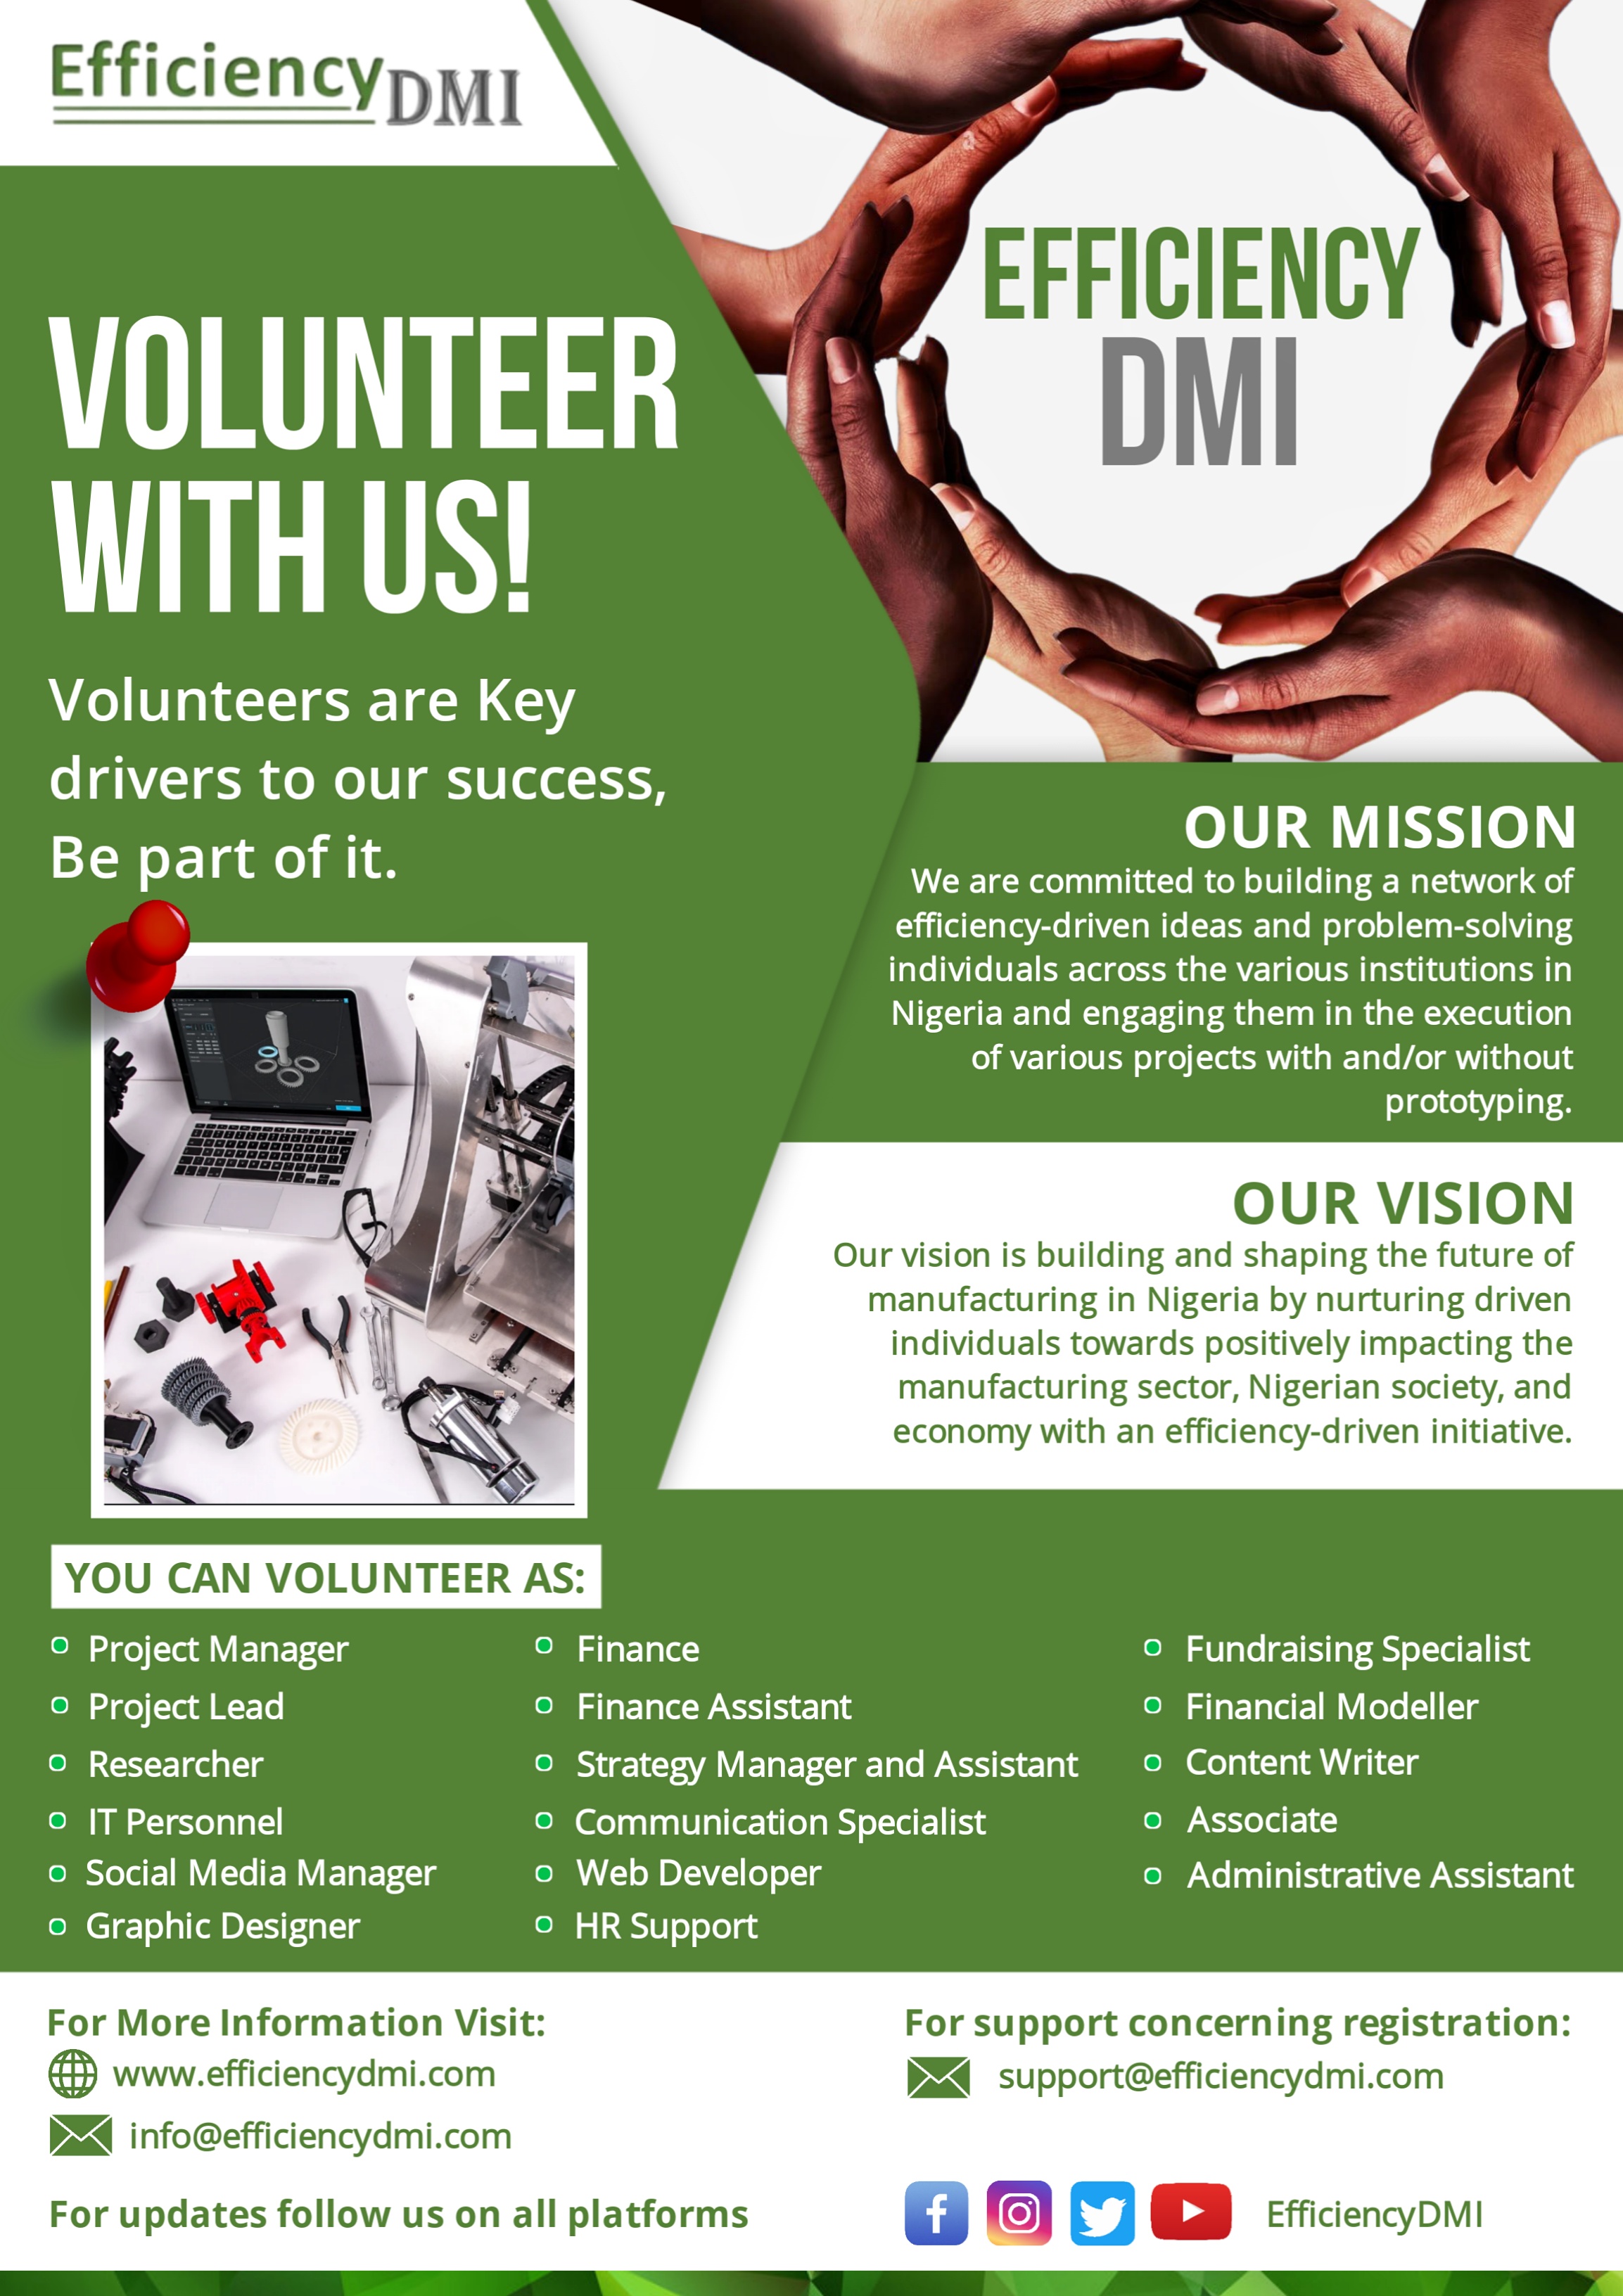 Efficiency DMI
EFFICIENCY
DMI
VOLUNTEER
WITH US!
Volunteers are Key
drivers to our success,
Be part of it.
OUR MISSION
We are committed to building a network of
efficiency-driven ideas and problem-solving
individuals across the various institutions in
Nigeria and engaging them in the execution
of various projects with and/or without
prototyping.
OUR VISION
Our vision is building and shaping the future of
manufacturing in Nigeria by nurturing driven
individuals towards positively impacting the
manufacturing sector, Nigerian society, and
economy with an efficiency-driven initiative.
YOU CAN VOLUNTEER AS:
Project Manager
Project Lead
Researcher
IT Personnel
Social Media Manager
Graphic Designer
Finance
Finance Assistant
Strategy Manager and Assistant
Communication Specialist
Web Developer
HR Support
Fundraising Specialist
Financial Modeller
Content Writer
Associate
Administrative Assistant
For More Information Visit:
www.efficiencydmi.com
info@efficiencydmi.com
For support concerning registration:
support@efficiencydmi.com
For updates follow us on all platforms
EfficiencyDMI